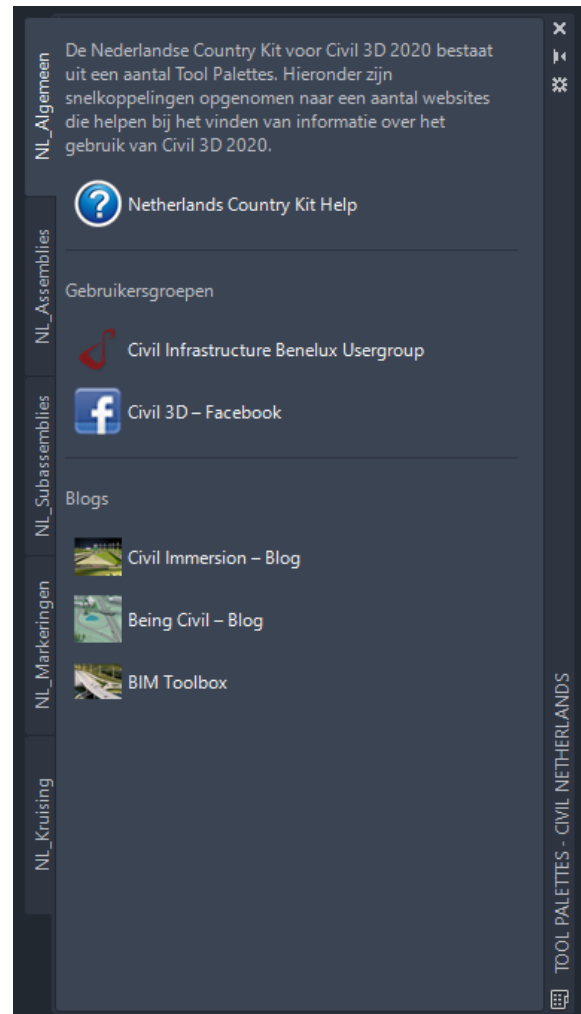 De Nederlandse Country Kit voor Civil 3D 2020 bestaat
uit een aantal Tool Palettes. Hieronder zijn
snelkoppelingen opgenomen naar een aantal websites
die helpen bij het vinden van informatie over het
gebruik van Civil 3D 2020.
Netherlands Country Kit Help
Gebruikersgroepen
Civil Infrastructure Benelux Usergroup
Civil 3D – Facebook
Blogs
Civil Immersion – Blog
Being Civil – Blog
BIM Toolbox
NL_Algemeen
NL_Assemblies
NL_Subassemblies
NL_Markeringen
NL_Kruising
TOOL PALETTES - CIVIL NETHERLANDS